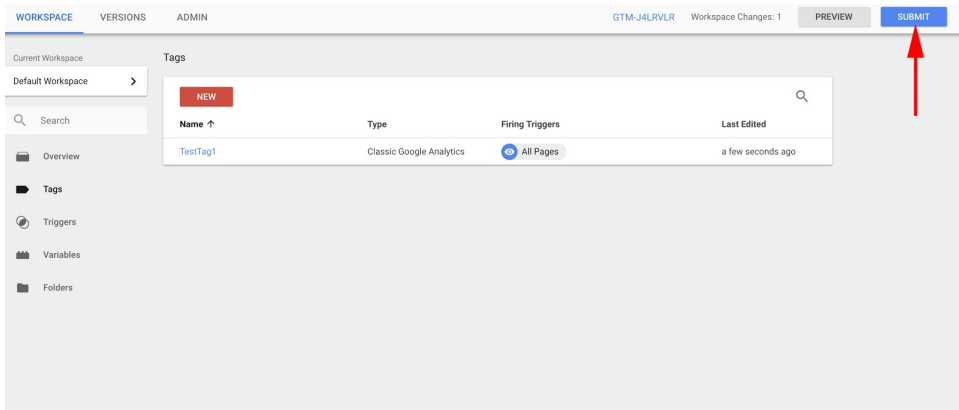 WORKSPACE VERSIONS ADMIN GTM-J4LRVLR Workspace Changes: 1 PREVIEW SUBMIT
Current Workspace
Default Workspace
Search
Overview
Tags
Triggers
Variables
Folders
Tags
NEW
Name Type Firing Triggers Last Edited
TestTag1 Classic Google Analytics All Pages a few seconds ago